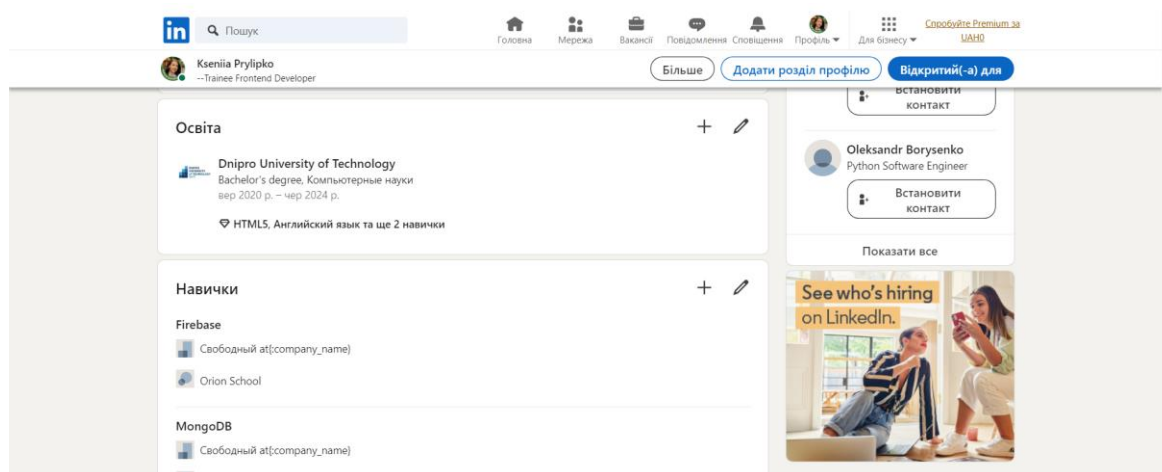 in
Пошук
Головна
Мережа
Вакансії
Повідомлення
Сповіщення
Профіль
Для бізнесу
Спробуйте Premium за
UAH0
Kseniia Prylipko
--Trainee Frontend Developer
Більше
Додати розділ профілю
Відкритий(-а) для
Освіта
Dnipro University of Technology
Bachelor's degree, Компьютерные науки
вер 2020 р. – чер 2024 р.
HTML5, Английский язык та ще 2 навички
Навички
Firebase
Свободный at{:company_name}
Orion School
MongoDB
Свободный at{:company_name}
Встановити
контакт
Oleksandr Borysenko
Python Software Engineer
Встановити
контакт
Показати все
See who's hiring
on LinkedIn.